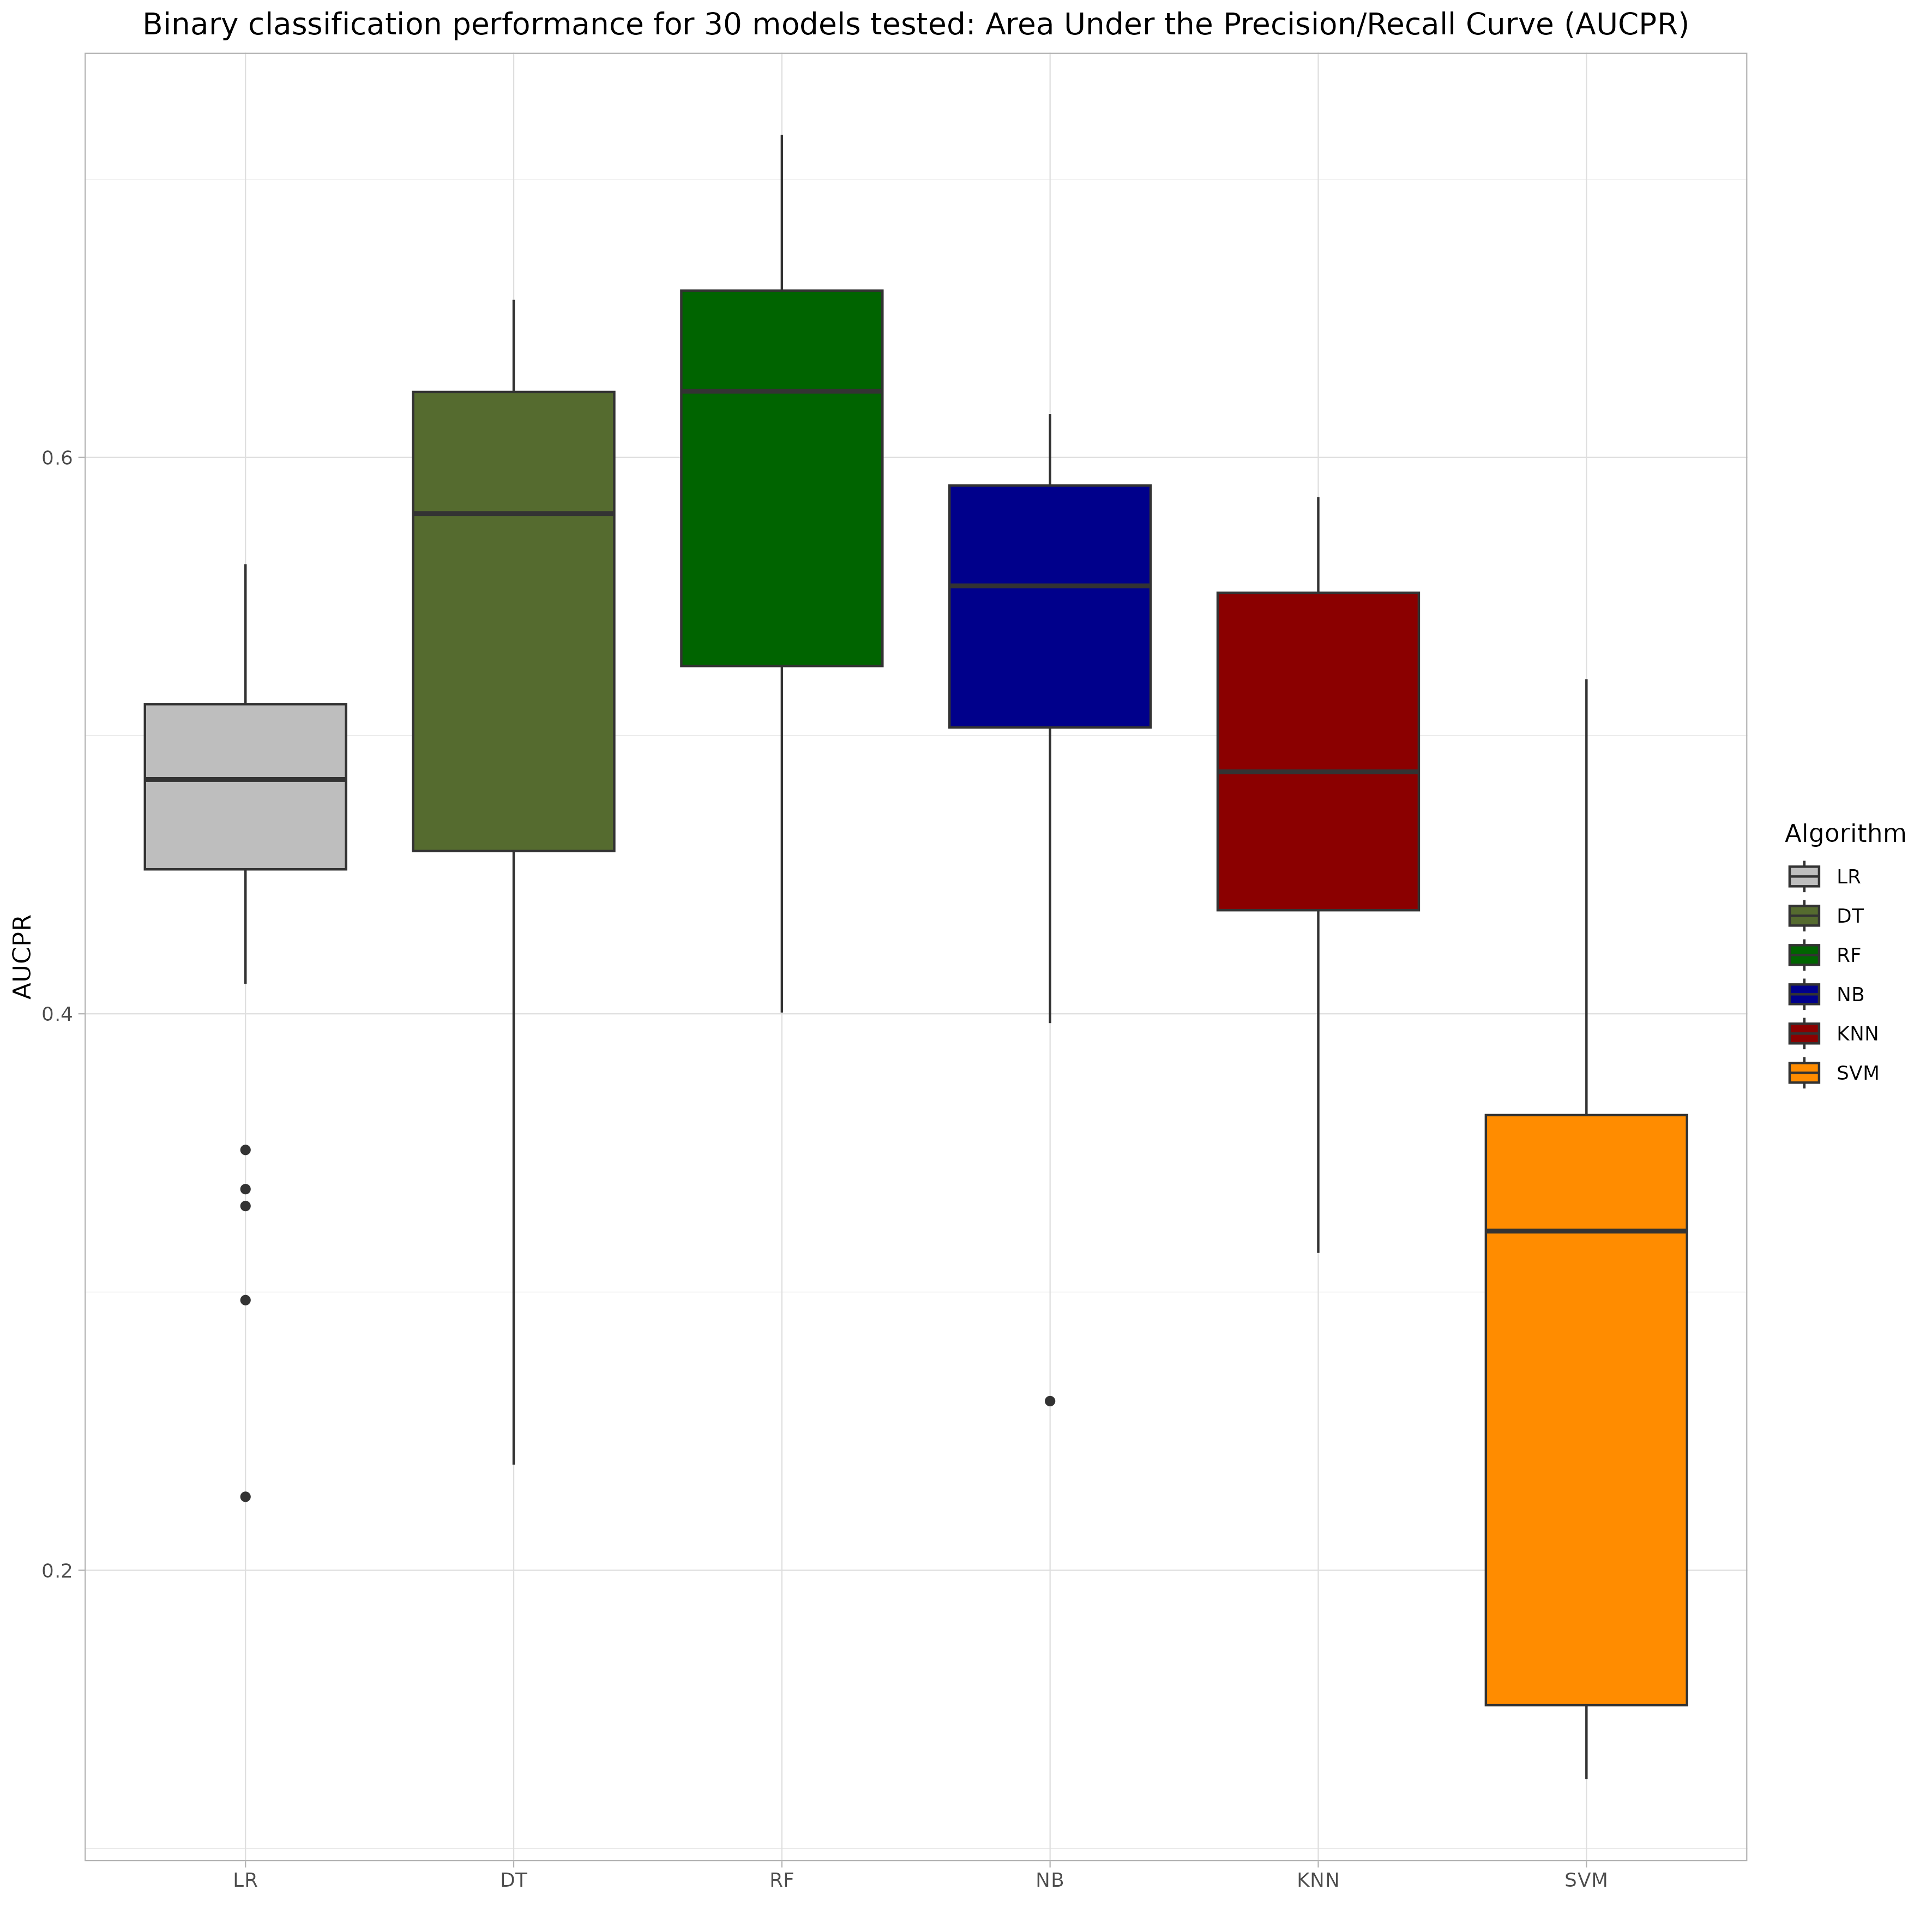 Binary classification performance for 30 models tested: Area Under the Precision/Recall Curve (AUCPR)
AUCPR
0.6
0.4
0.2
LR DT RF NB KNN SVM
Algorithm
LR
DT
RF
NB
KNN
SVM